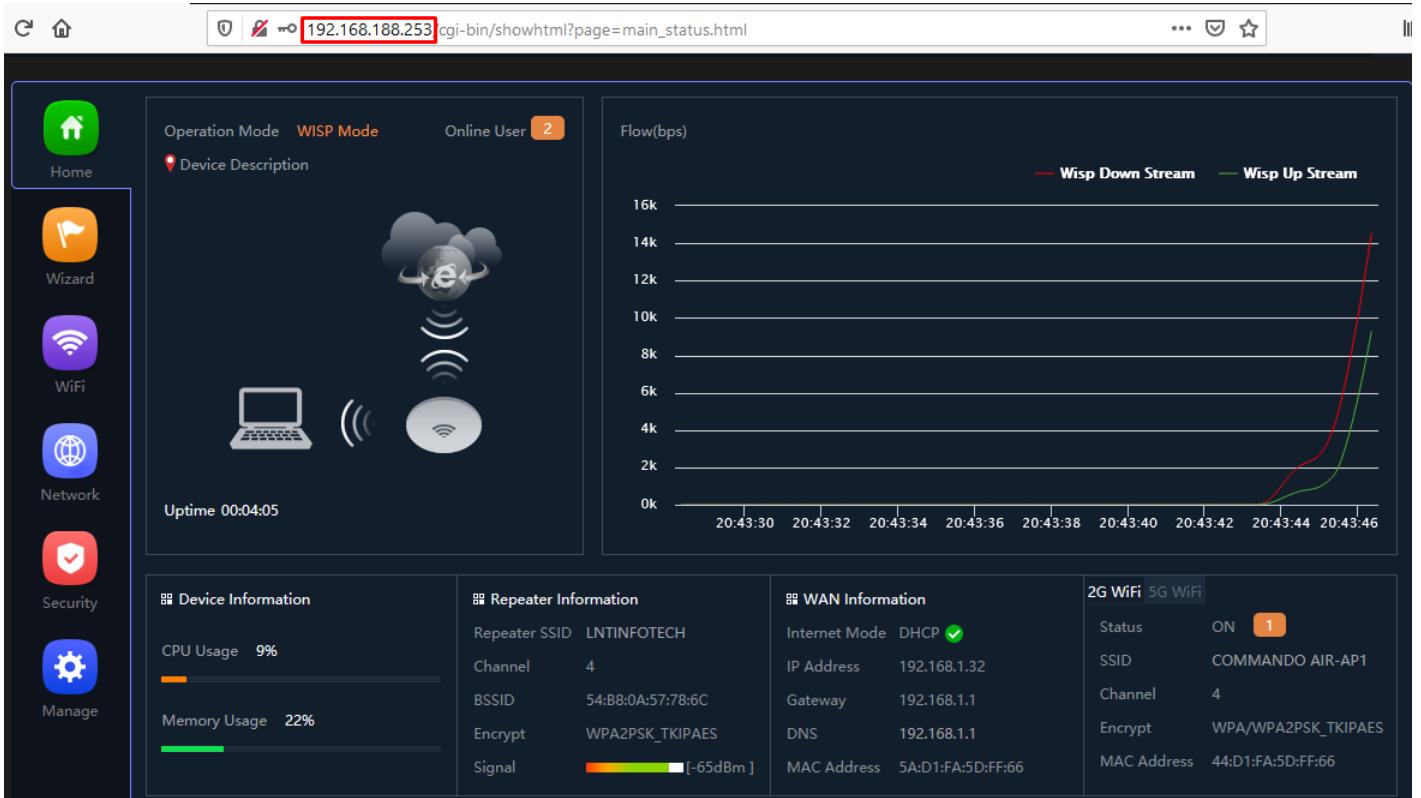 192.168.188.253/cgi-bin/showhtml?page=main_status.html
Home
Wizard
WiFi
Network
Security
Manage
Operation Mode WISP Mode Online User 2
Device Description
Uptime 00:04:05
Flow(bps)
Wisp Down Stream Wisp Up Stream
16k
14k
12k
10k
8k
6k
4k
2k
0k
20:43:30 20:43:32 20:43:34 20:43:36 20:43:38 20:43:40 20:43:42 20:43:44 20:43:46
Device Information
CPU Usage 9%
Memory Usage 22%
Repeater Information
Repeater SSID LNTINFOTECH
Channel 4
BSSID 54:B8:0A:57:78:6C
Encrypt WPA2PSK_TKIPAES
Signal [-65dBm ]
WAN Information
Internet Mode DHCP
IP Address 192.168.1.32
Gateway 192.168.1.1
DNS 192.168.1.1
MAC Address 5A:D1:FA:5D:FF:66
2G WiFi 5G WiFi
Status ON 1
SSID COMMANDO AIR-AP1
Channel 4
Encrypt WPA/WPA2PSK_TKIPAES
MAC Address 44:D1:FA:5D:FF:66